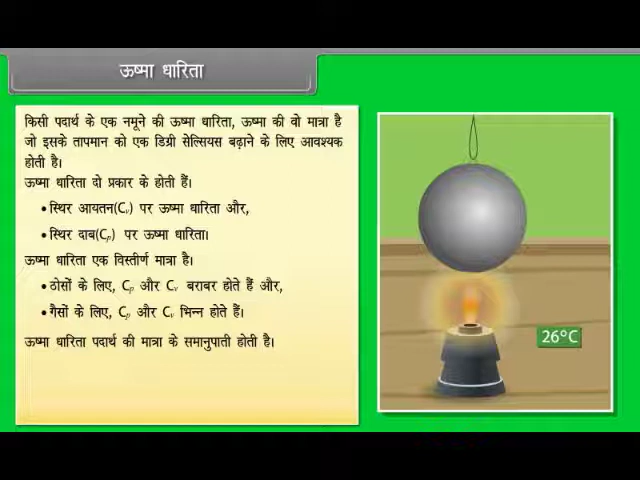 ऊष्मा धारिता
किसी पदार्थ के एक नमूने की ऊष्मा धारिता, ऊष्मा की वो मात्रा है
जो इसके तापमान को एक डिग्री सेल्सियस बढ़ाने के लिए आवश्यक
होती है।
ऊष्मा धारिता दो प्रकार के होती हैं।
•स्थिर आयतन(Cv) पर ऊष्मा धारिता और,
•स्थिर दाब(Cp) पर ऊष्मा धारिता।
ऊष्मा धारिता एक विस्तीर्ण मात्रा है।
•ठोसों के लिए, Cp और Cv बराबर होते हैं और,
•गैसों के लिए, Cp और Cv भिन्न होते हैं।
ऊष्मा धारिता पदार्थ की मात्रा के समानुपाती होती है।
26°C